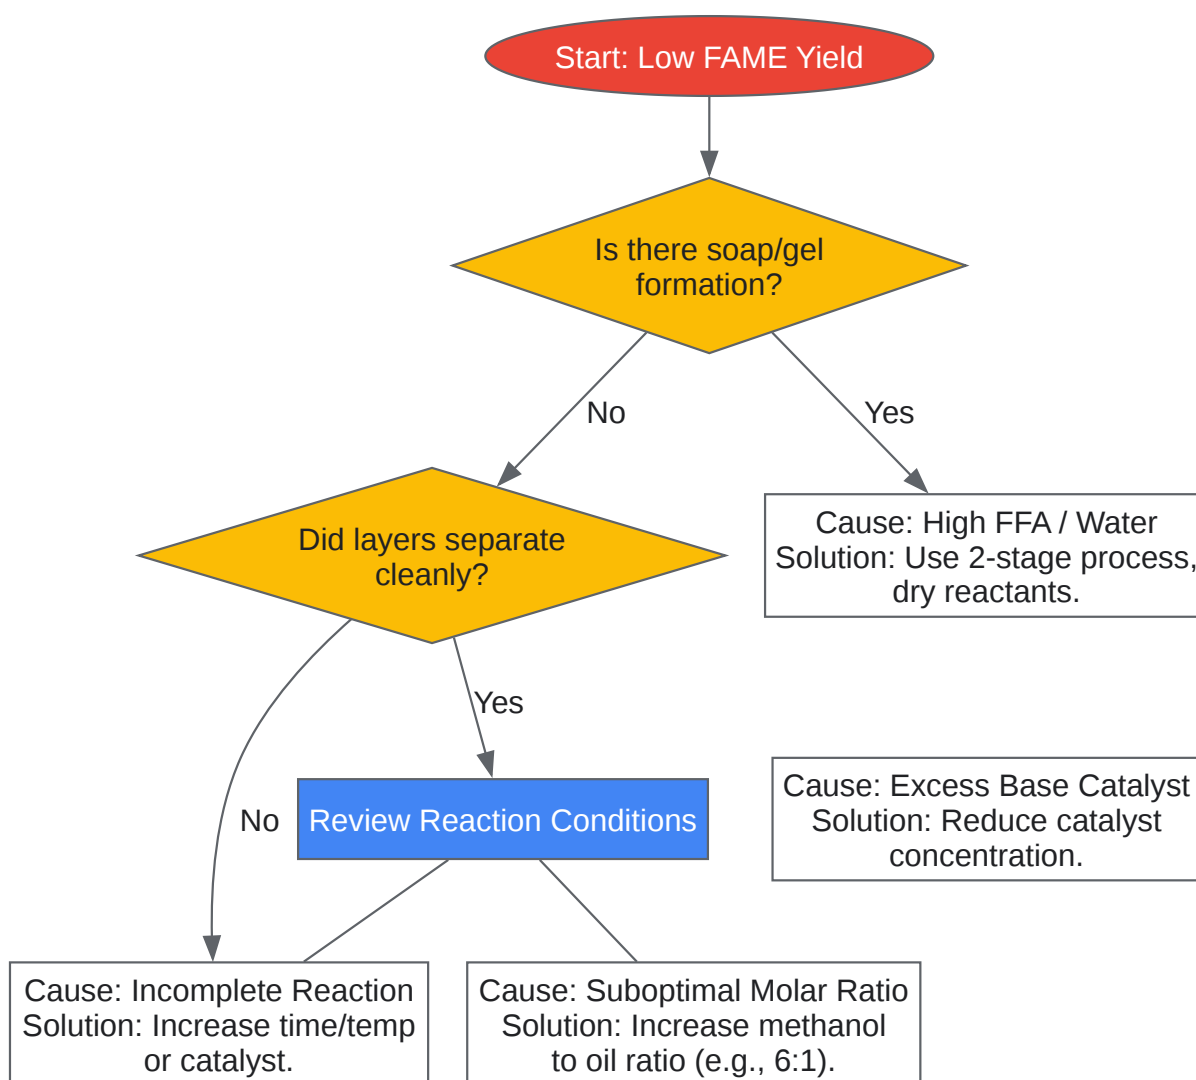 Start: Low FAME Yield
Is there soap/gel
formation?
No
Yes
Did layers separate
cleanly?
Cause: High FFA / Water
Solution: Use 2-stage process,
dry reactants.
Yes
No
Review Reaction Conditions
Cause: Excess Base Catalyst
Solution: Reduce catalyst
concentration.
Cause: Incomplete Reaction
Solution: Increase time/temp
or catalyst.
Cause: Suboptimal Molar Ratio
Solution: Increase methanol
to oil ratio (e.g., 6:1).